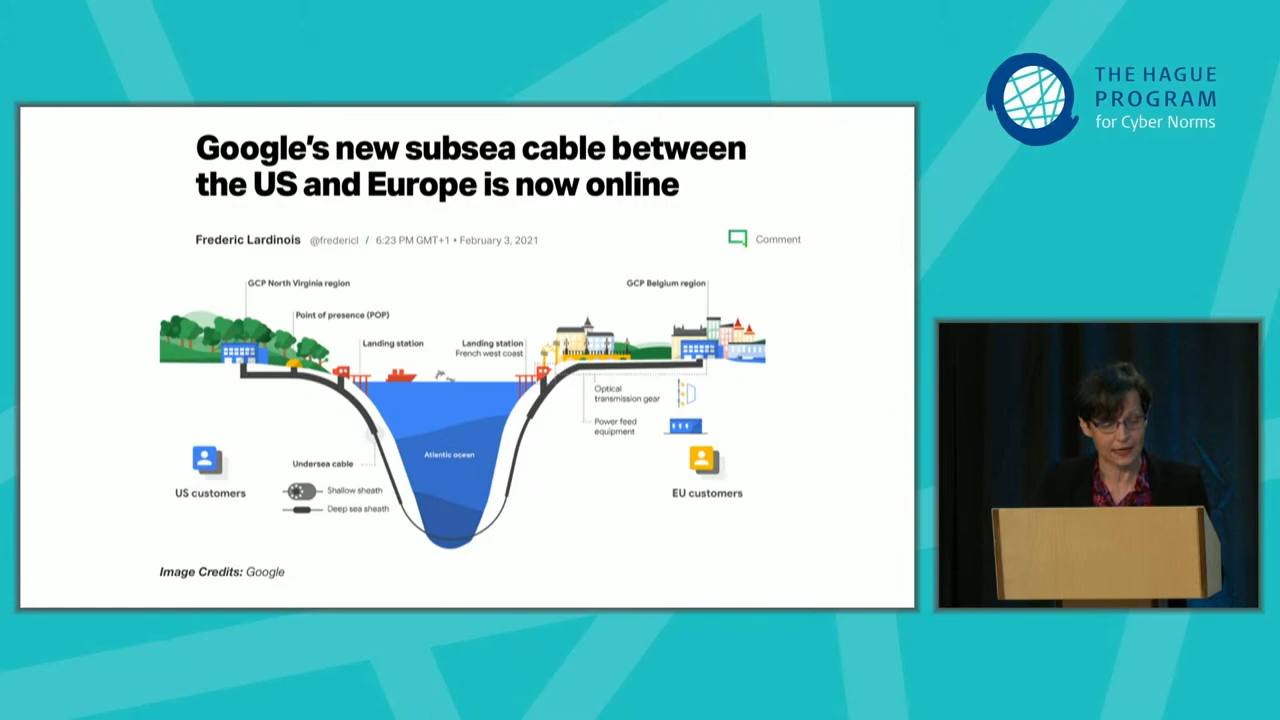 THE HAGUE
PROGRAM
for Cyber Norms
Google's new subsea cable between
the US and Europe is now online
Frederic Lardinois @fredericl / 6:23 PM GMT+1 • February 3, 2021
Comment
GCP North Virginia region
GCP Belgium region
Point of presence (POP)
Landing station
Landing station
French west coast
Optical
transmission gear
Power feed
equipment
Atlantic ocean
Undersea cable
US customers
Shallow sheath
Deep sea sheath
EU customers
Image Credits: Google